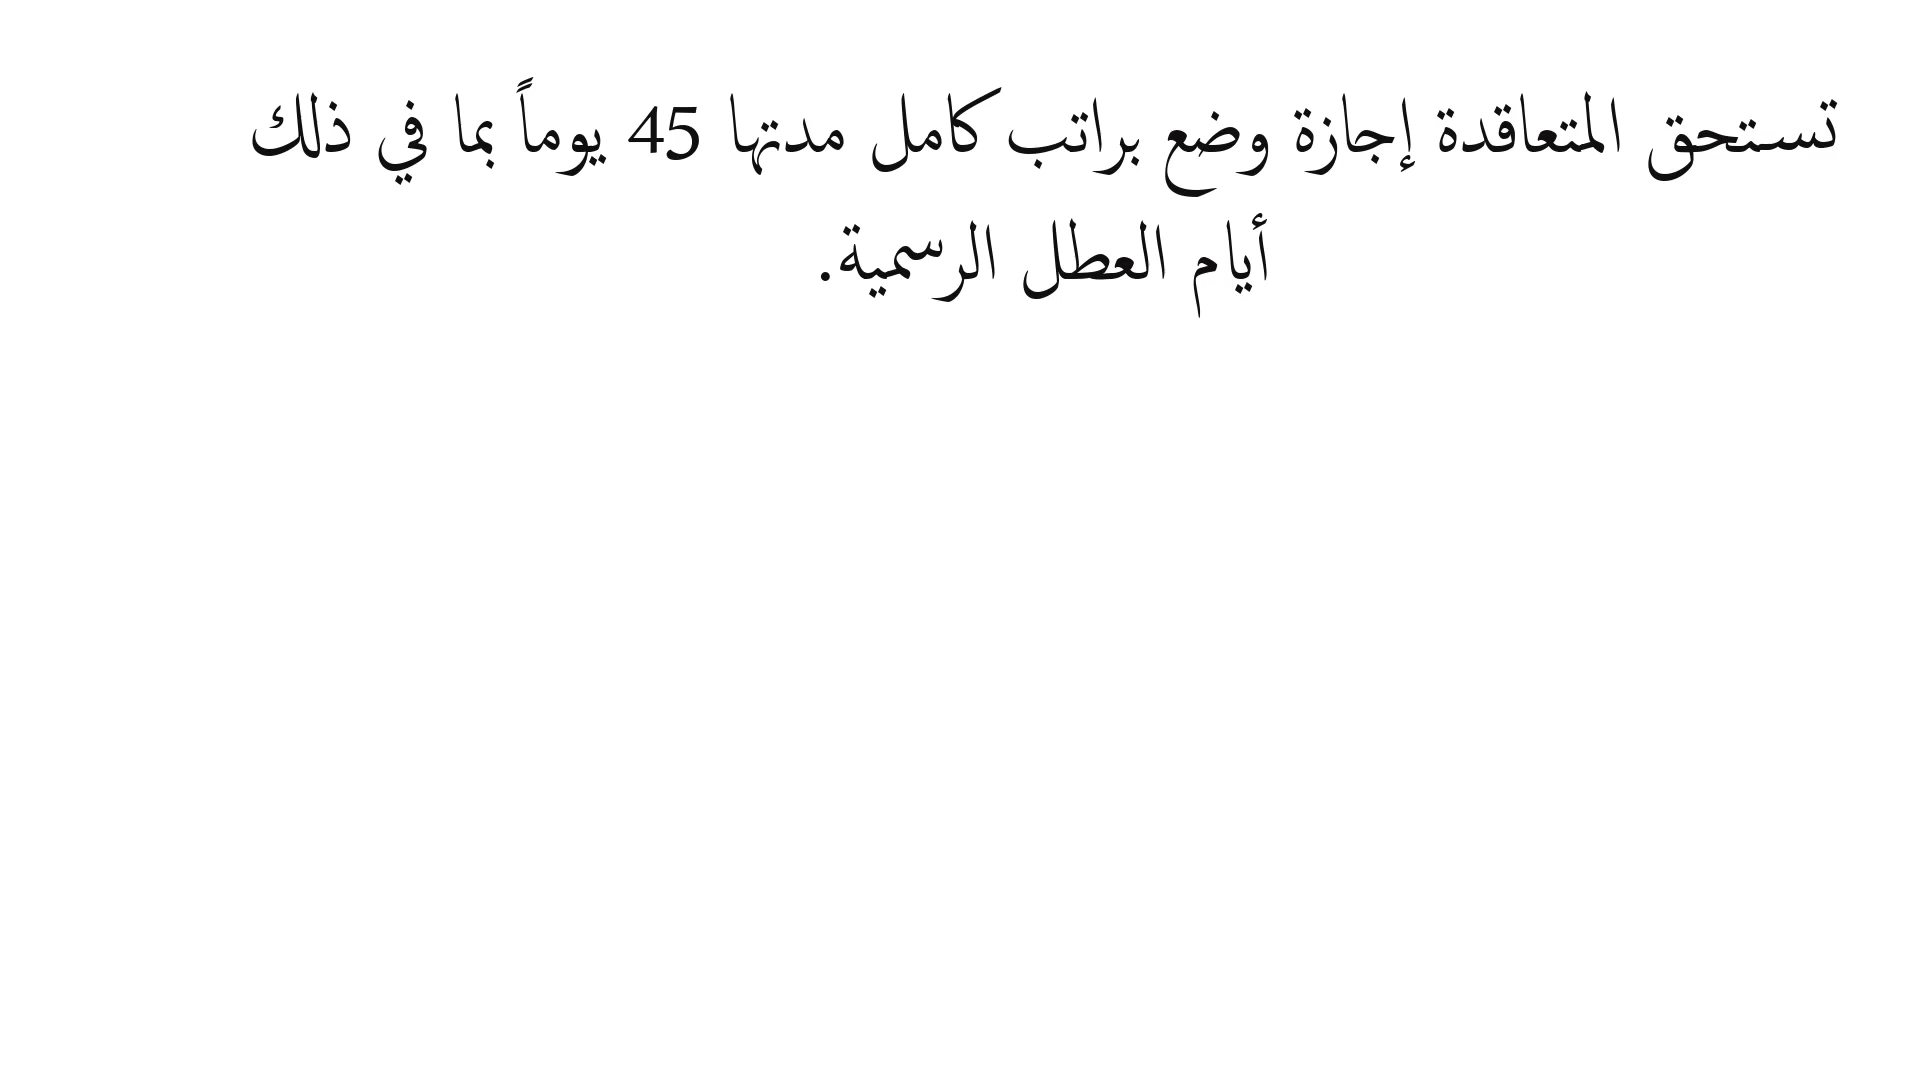 تستحق المتعاقدة إجازة وضع براتب كامل مدتها 45 يوماً بما في ذلك
أيام العطل الرسمية.